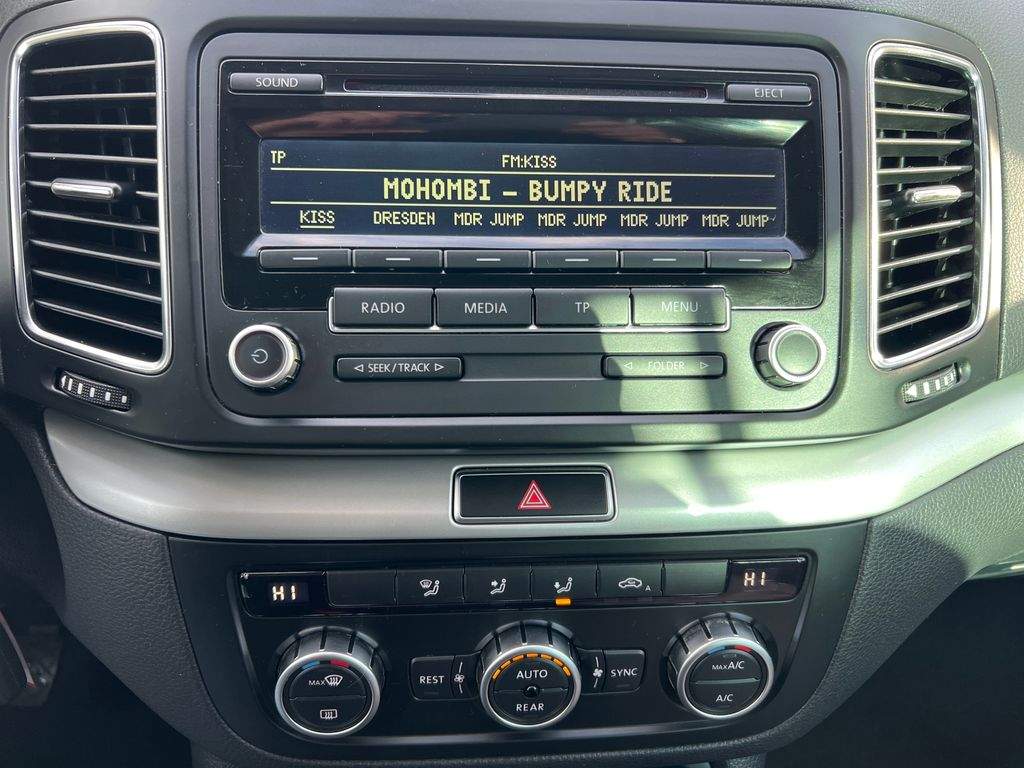 SOUND
EJECT
TP
FM:KISS
MOHOMBI – BUMPY RIDE
KISS DRESDEN MDR JUMP MDR JUMP MDR JUMP MDR JUMP
RADIO MEDIA TP MENU
SEEK/TRACK FOLDER
HI HI
A
MAX REST AUTO SYNC MAX A/C
REAR A/C